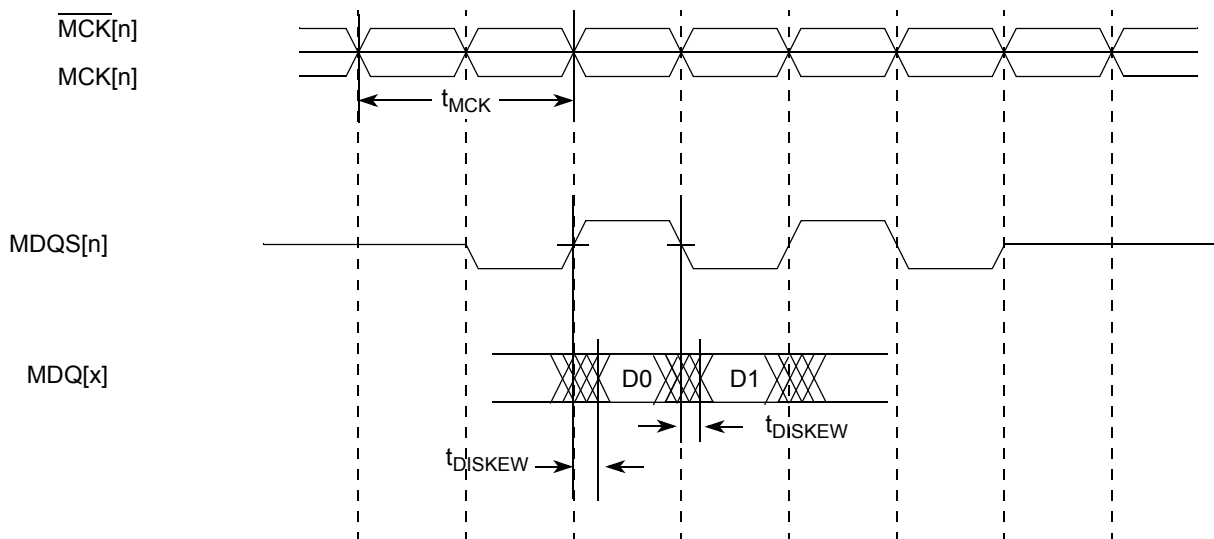 MCK[n]
MCK[n]
tMCK
MDQS[n]
MDQ[x]
D0
D1
tDISKEW
tDISKEW